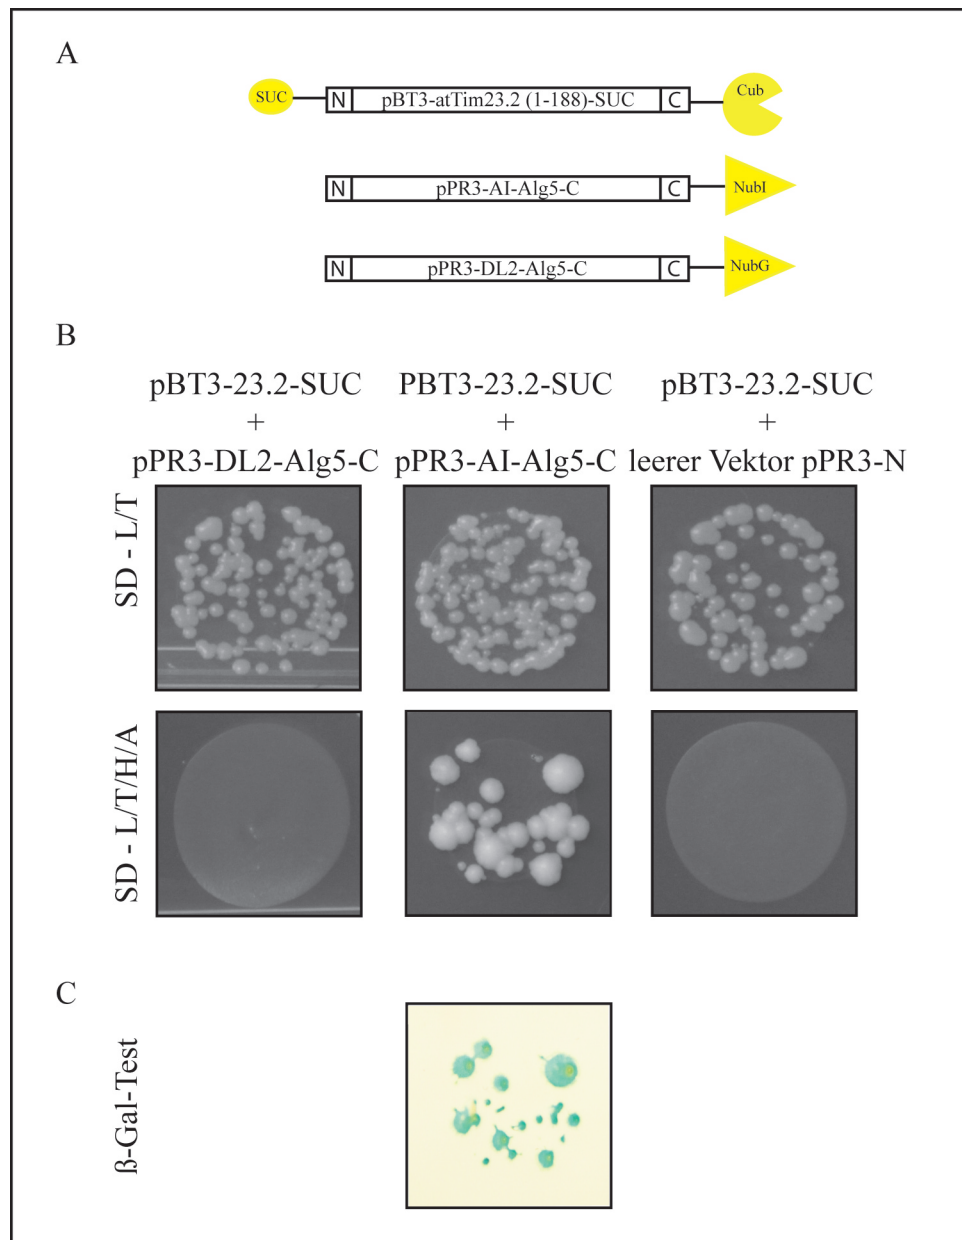 A
SUC N pBT3-atTim23.2 (1-188)-SUC C Cub
N pPR3-AI-Alg5-C C NubI
N pPR3-DL2-Alg5-C C NubG
B
pBT3-23.2-SUC
+
pPR3-DL2-Alg5-C
PBT3-23.2-SUC
+
pPR3-AI-Alg5-C
pBT3-23.2-SUC
+
leerer Vektor pPR3-N
SD - L/T
SD - L/T/H/A
C
ß-Gal-Test